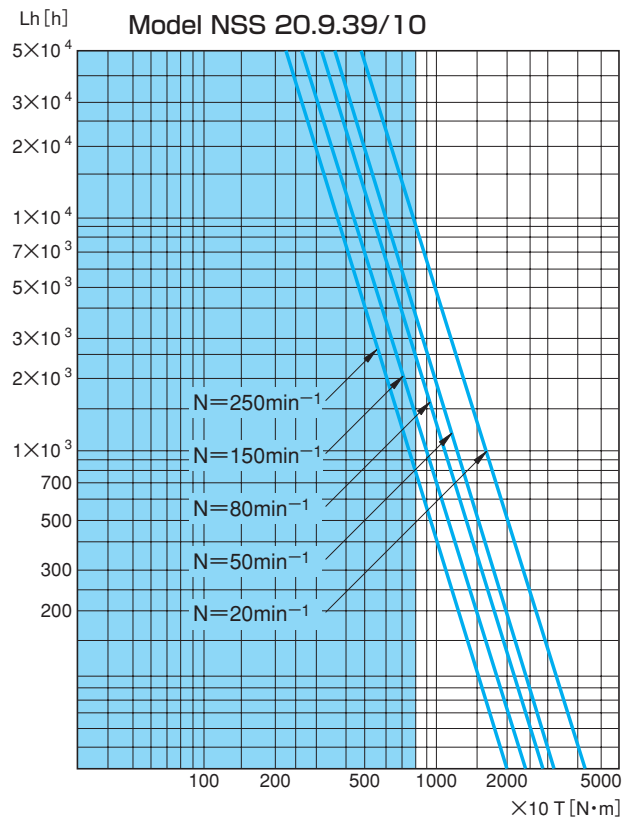 Lh [h]
Model NSS 20.9.39/10
5×10⁴
3×10⁴
2×10⁴
1×10⁴
7×10³
5×10³
3×10³
2×10³
1×10³
700
500
300
200
N=250min⁻¹
N=150min⁻¹
N=80min⁻¹
N=50min⁻¹
N=20min⁻¹
100 200 500 1000 2000 5000
×10 T [N·m]